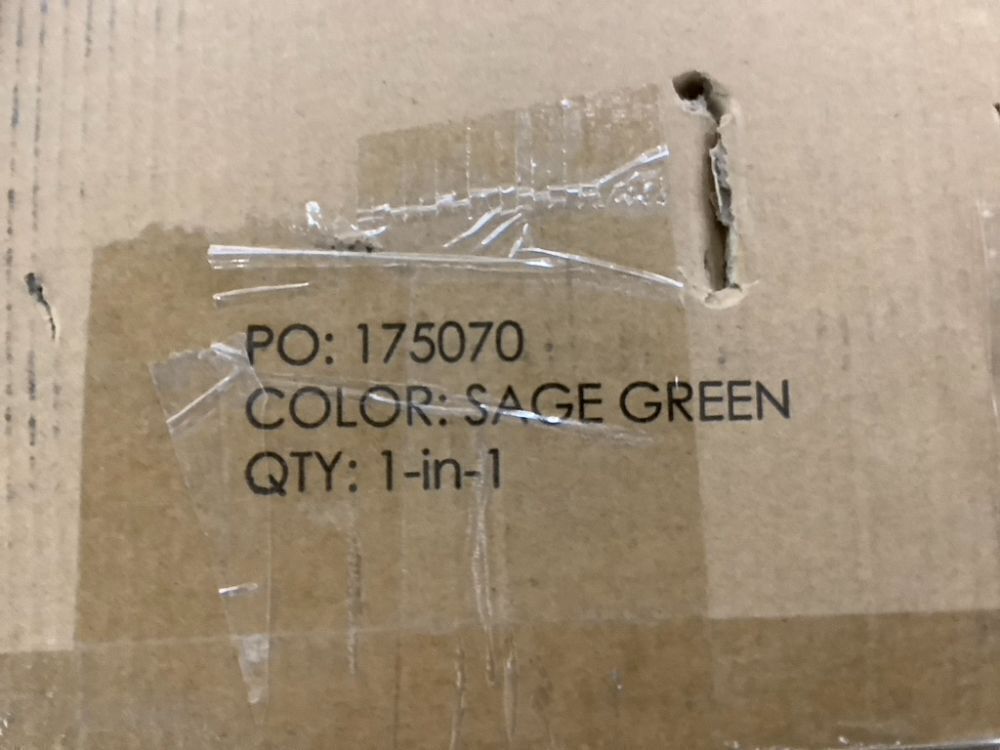 PO: 175070
COLOR: SAGE GREEN
QTY: 1-in-1